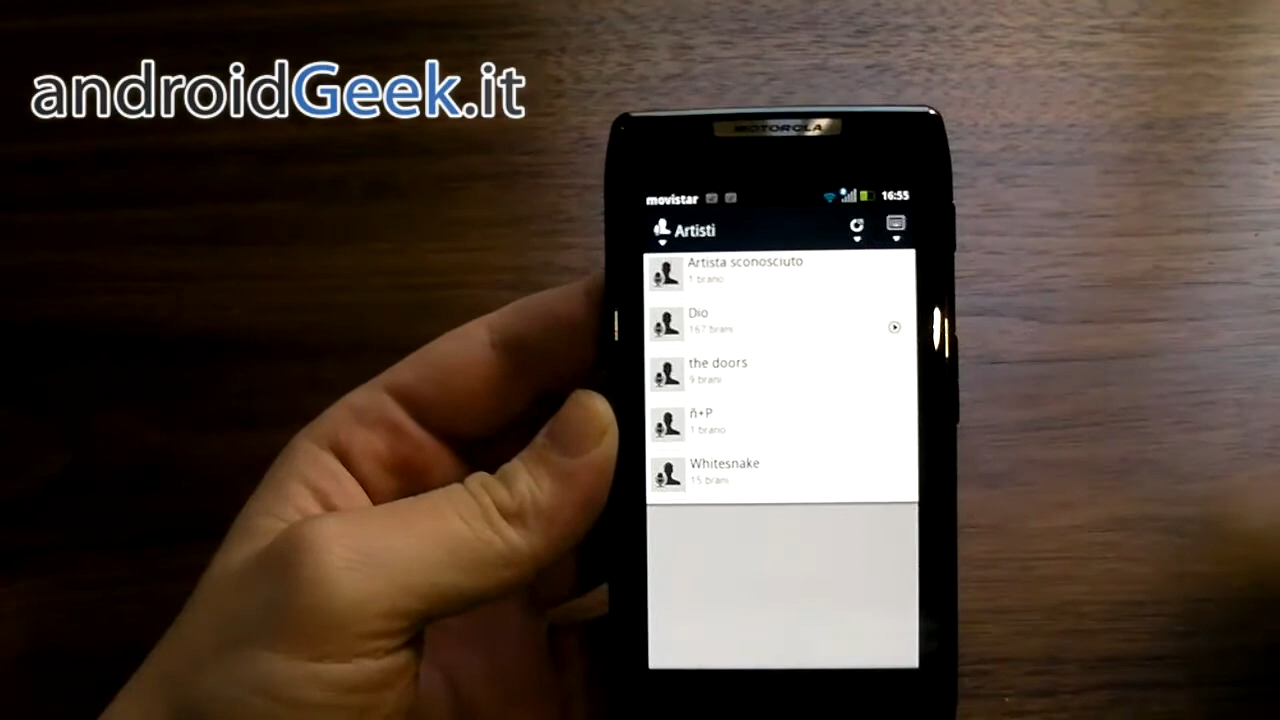 androidGeek.it
MOTOROLA
movistar 16:55
Artisti
Artista sconosciuto
1 brano
Dio
167 brani
the doors
9 brani
ñ+P
1 brano
Whitesnake
15 brani